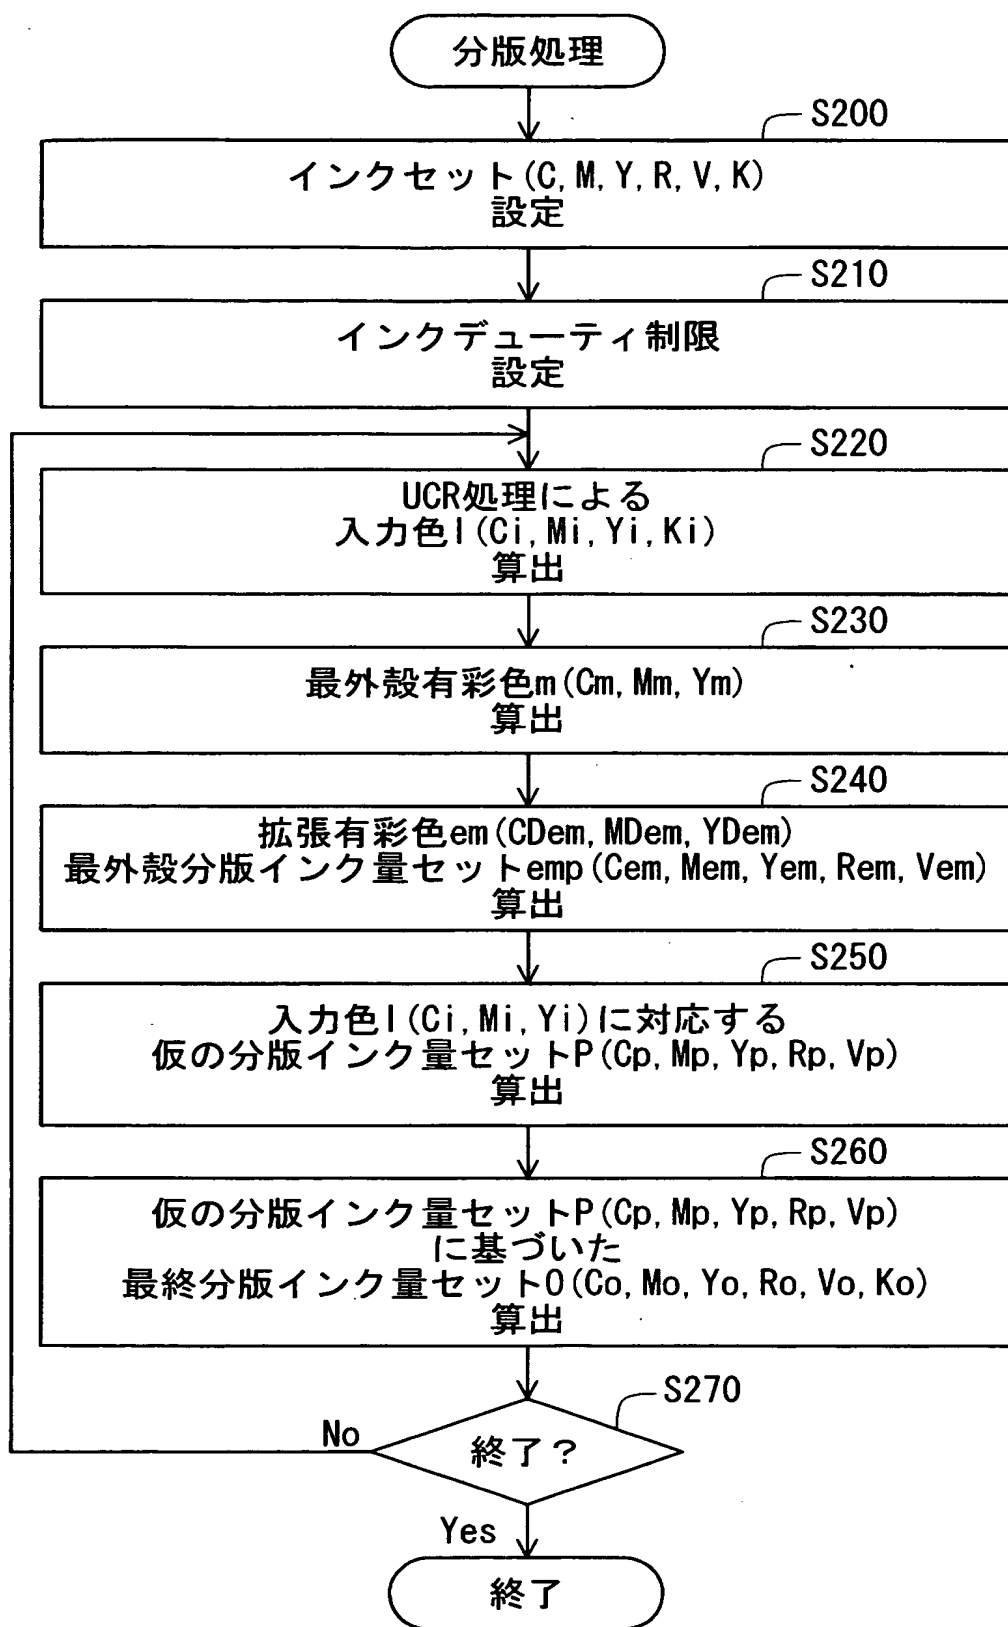 分版処理
S200
インクセット(C, M, Y, R, V, K)
設定
S210
インクデューティ制限
設定
S220
UCR処理による
入力色I(Ci, Mi, Yi, Ki)
算出
S230
最外殻有彩色m(Cm, Mm, Ym)
算出
S240
拡張有彩色em(CDem, MDem, YDem)
最外殻分版インク量セットemp(Cem, Mem, Yem, Rem, Vem)
算出
S250
入力色I(Ci, Mi, Yi)に対応する
仮の分版インク量セットP(Cp, Mp, Yp, Rp, Vp)
算出
S260
仮の分版インク量セットP(Cp, Mp, Yp, Rp, Vp)
に基づいた
最終分版インク量セットO(Co, Mo, Yo, Ro, Vo, Ko)
算出
S270
No
終了？
Yes
終了